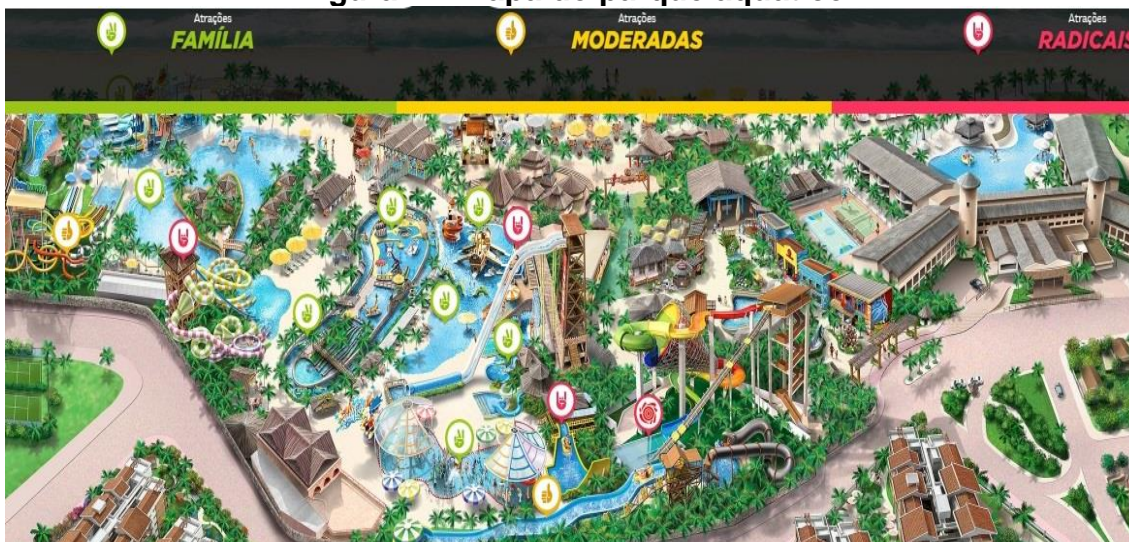 Atrações
FAMÍLIA
Atrações
MODERADAS
Atrações
RADICAIS